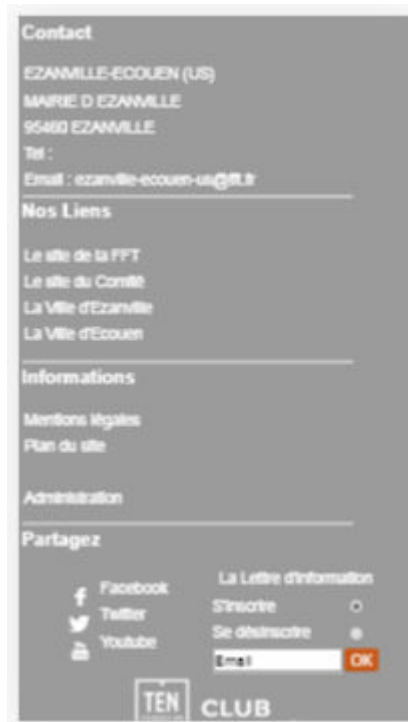 Contact
EZANVILLE-ECOUEN (US)
MAIRIE D EZANVILLE
95460 EZANVILLE
Tel :
Email : ezanville-ecouen-us@fft.fr
Nos Liens
Le site de la FFT
Le site du Comité
La Ville d'Ezanville
La Ville d'Ecouen
Informations
Mentions légales
Plan du site
Administration
Partagez
Facebook
Twitter
Youtube
La Lettre d'information
S'inscrire
Se désinscrire
Email OK
TEN
CLUB